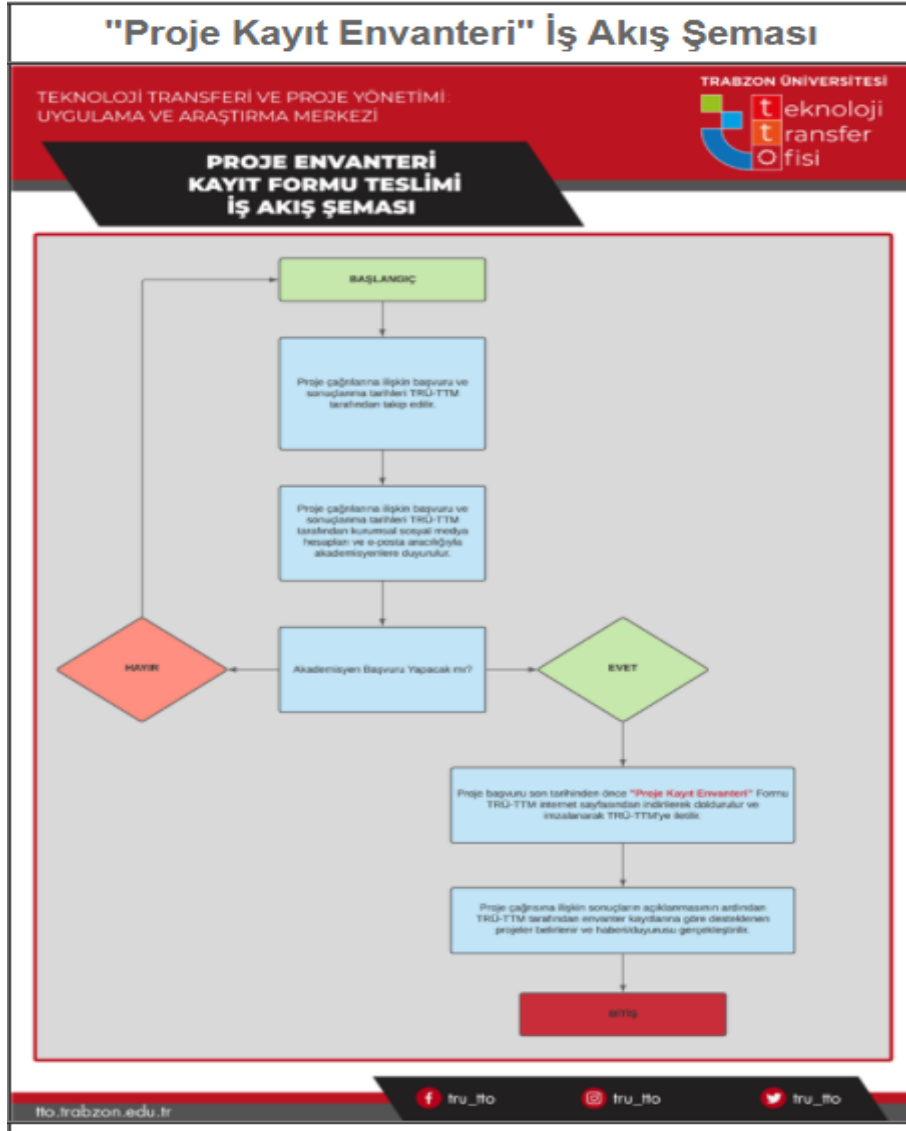 "Proje Kayıt Envanteri" İş Akış Şeması
TEKNOLOJİ TRANSFERİ VE PROJE YÖNETİMİ:
UYGULAMA VE ARAŞTIRMA MERKEZİ
TRABZON ÜNİVERSİTESİ
teknoloji
transfer
Ofisi
PROJE ENVANTERİ
KAYIT FORMU TESLİMİ
İŞ AKIŞ ŞEMASI
BAŞLANGIÇ
Proje çağrılarına ilişkin başvuru ve
sonuçlanma tarihleri TRÜ-TTM
tarafından takip edilir.
Proje çağrılarına ilişkin başvuru ve
sonuçlanma tarihleri TRÜ-TTM
tarafından kurumsal sosyal medya
hesapları ve e-posta aracılığıyla
akademisyenlere duyurulur.
HAYIR
Akademisyen Başvuru Yapacak mı?
EVET
Proje başvuru son tarihinden önce "Proje Kayıt Envanteri" Formu
TRÜ-TTM internet sayfasından indirilerek doldurulur ve
imzalanarak TRÜ-TTM'ye iletilir.
Proje çağrısına ilişkin sonuçların açıklanmasının ardından
TRÜ-TTM tarafından envanter kayıtlarına göre desteklenen
projeler belirlenir ve haberi/duyurusu gerçekleştirilir.
BİTİŞ
tto.trabzon.edu.tr
tru_tto
tru_tto
tru_tto